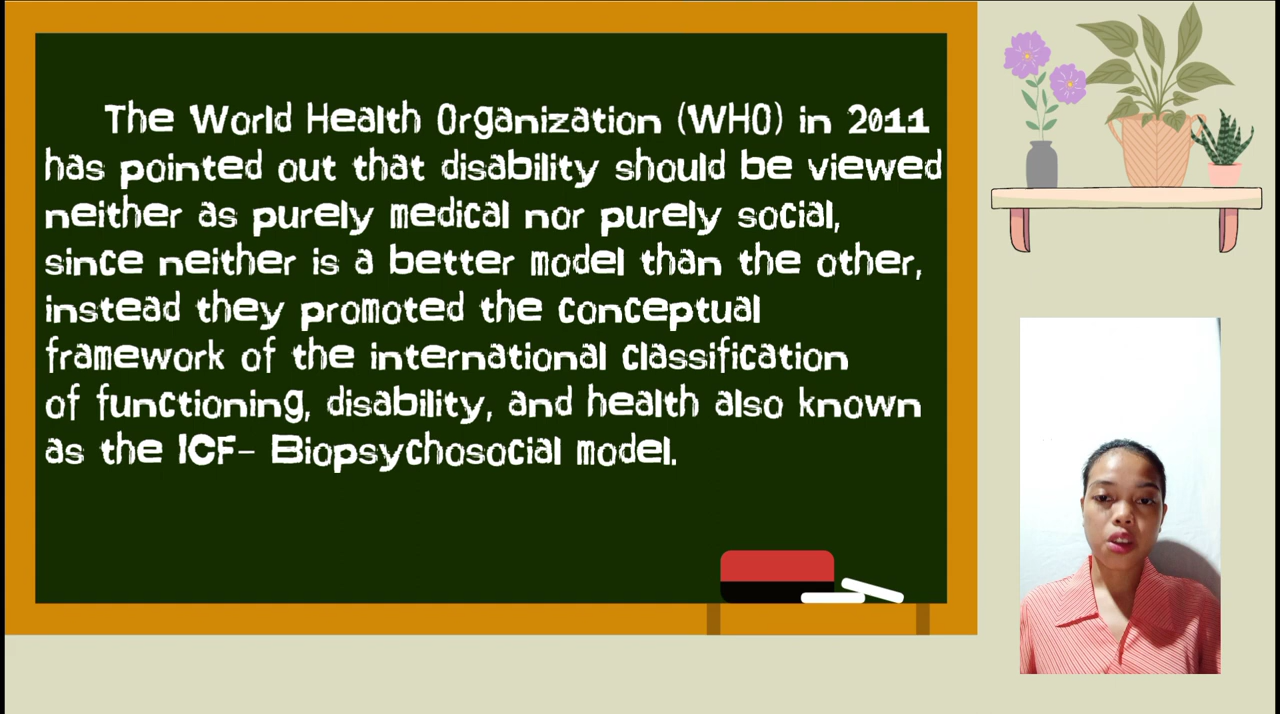 The World Health Organization (WHO) in 2011
has pointed out that disability should be viewed
neither as purely medical nor purely social,
since neither is a better model than the other,
instead they promoted the conceptual
framework of the international classification
of functioning, disability, and health also known
as the ICF- Biopsychosocial model.